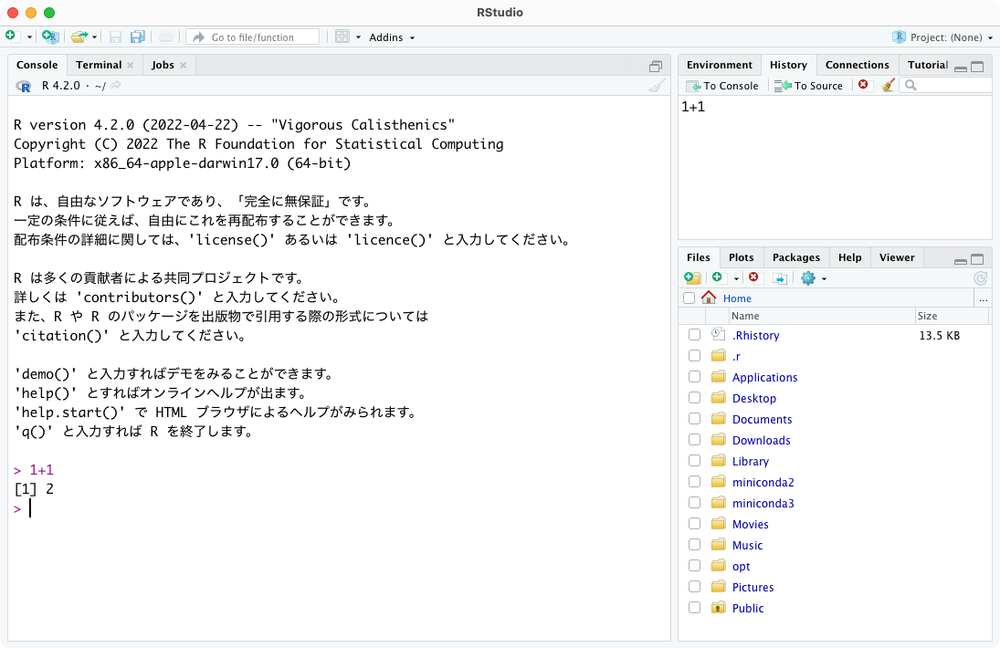 RStudio
Go to file/function
Addins
Project: (None)
Console Terminal Jobs
R 4.2.0 · ~/
R version 4.2.0 (2022-04-22) -- "Vigorous Calisthenics"
Copyright (C) 2022 The R Foundation for Statistical Computing
Platform: x86_64-apple-darwin17.0 (64-bit)
R は、自由なソフトウェアであり、「完全に無保証」です。
一定の条件に従えば、自由にこれを再配布することができます。
配布条件の詳細に関しては、'license()' あるいは 'licence()' と入力してください。
R は多くの貢献者による共同プロジェクトです。
詳しくは 'contributors()' と入力してください。
また、R や R のパッケージを出版物で引用する際の形式については
'citation()' と入力してください。
'demo()' と入力すればデモをみることができます。
'help()' とすればオンラインヘルプが出ます。
'help.start()' で HTML ブラウザによるヘルプがみられます。
'q()' と入力すれば R を終了します。
> 1+1
[1] 2
>
Environment History Connections Tutorial
To Console To Source
1+1
Files Plots Packages Help Viewer
Home ...
Name Size
.Rhistory 13.5 KB
.r
Applications
Desktop
Documents
Downloads
Library
miniconda2
miniconda3
Movies
Music
opt
Pictures
Public